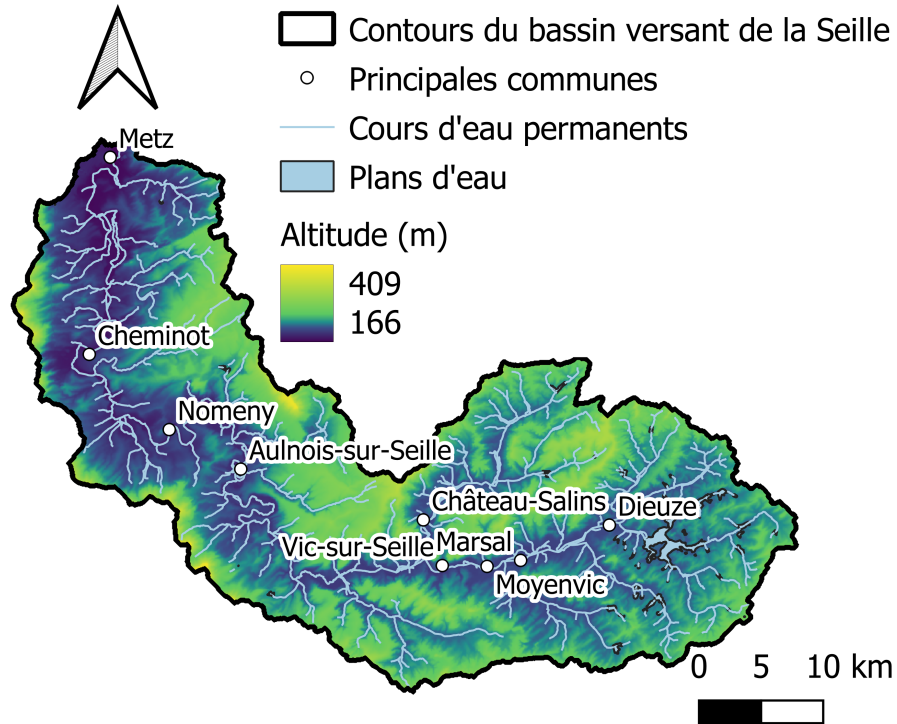 Contours du bassin versant de la Seille
Principales communes
Cours d'eau permanents
Plans d'eau
Altitude (m)
409
166
Metz
Cheminot
Nomeny
Aulnois-sur-Seille
Château-Salins
Dieuze
Vic-sur-Seille
Marsal
Moyenvic
0 5 10 km